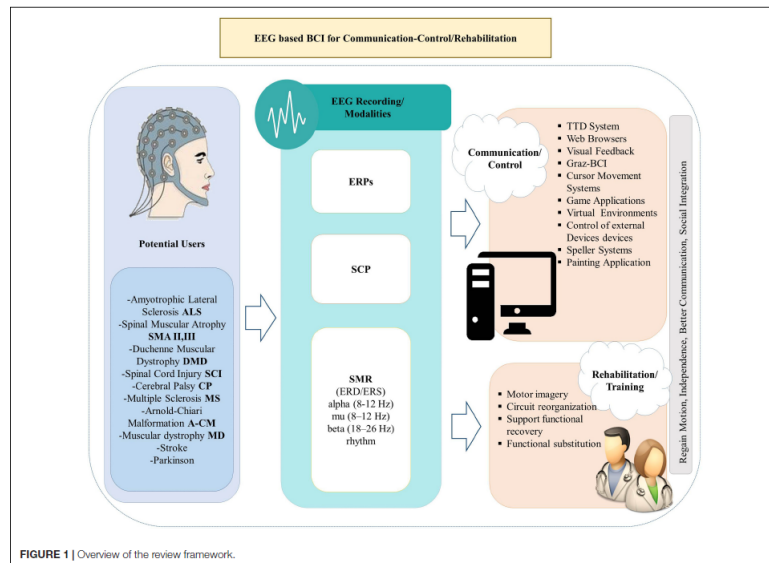 EEG based BCI for Communication-Control/Rehabilitation
Potential Users
-Amyotrophic Lateral
Sclerosis ALS
-Spinal Muscular Atrophy
SMA II,III
-Duchenne Muscular
Dystrophy DMD
-Spinal Cord Injury SCI
-Cerebral Palsy CP
-Multiple Sclerosis MS
-Arnold-Chiari
Malformation A-CM
-Muscular dystrophy MD
-Stroke
-Parkinson
EEG Recording/
Modalities
ERPs
SCP
SMR
(ERD/ERS)
alpha (8-12 Hz)
mu (8–12 Hz)
beta (18–26 Hz)
rhythm
Communication/
Control
▪ TTD System
▪ Web Browsers
▪ Visual Feedback
▪ Graz-BCI
▪ Cursor Movement
Systems
▪ Game Applications
▪ Virtual Environments
▪ Control of external
Devices devices
▪ Speller Systems
▪ Painting Application
Rehabilitation/
Training
▪ Motor imagery
▪ Circuit reorganization
▪ Support functional
recovery
▪ Functional substitution
Regain Motion, Independence, Better Communication, Social Integration
FIGURE 1 | Overview of the review framework.